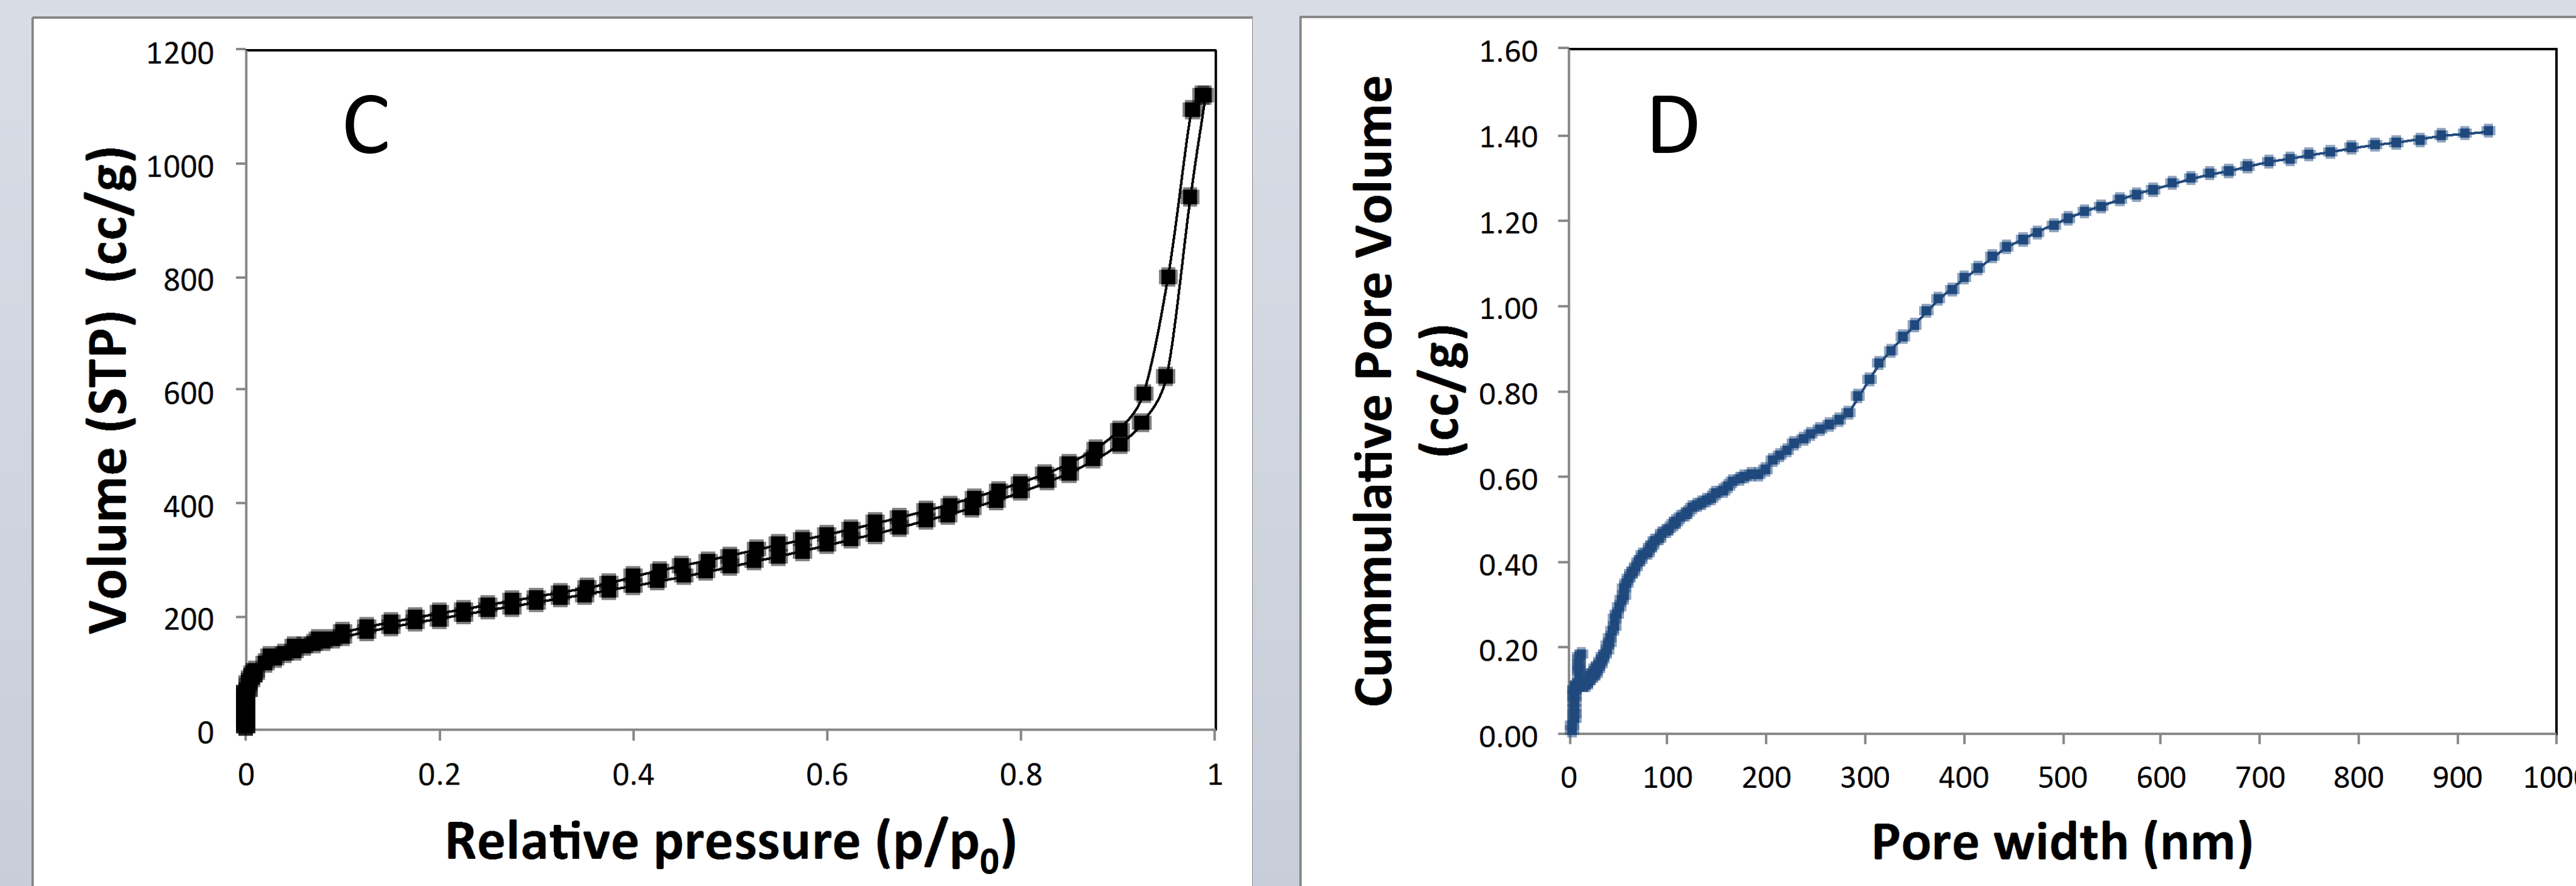 C
Volume (STP) (cc/g)
1200
1000
800
600
400
200
0
0 0.2 0.4 0.6 0.8 1
Relative pressure (p/p0)
D
Cummulative Pore Volume
(cc/g)
1.60
1.40
1.20
1.00
0.80
0.60
0.40
0.20
0.00
0 100 200 300 400 500 600 700 800 900 100
Pore width (nm)